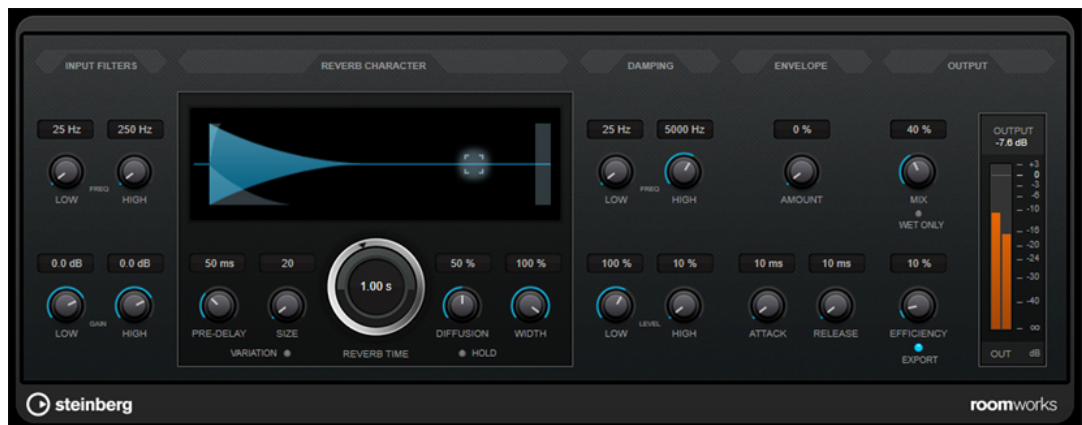 INPUT FILTERS
REVERB CHARACTER
DAMPING
ENVELOPE
OUTPUT
25 Hz 250 Hz
LOW FREQ HIGH
0.0 dB 0.0 dB
LOW GAIN HIGH
50 ms 20
PRE-DELAY SIZE
VARIATION
1.00 s
REVERB TIME
50 % 100 %
DIFFUSION WIDTH
HOLD
25 Hz 5000 Hz
LOW FREQ HIGH
100 % 10 %
LOW LEVEL HIGH
0 %
AMOUNT
10 ms 10 ms
ATTACK RELEASE
40 %
MIX
WET ONLY
10 %
EFFICIENCY
EXPORT
OUTPUT
-7.6 dB
+3
0
-3
-6
-10
-16
-20
-24
-30
-40
∞
OUT dB
steinberg
roomworks